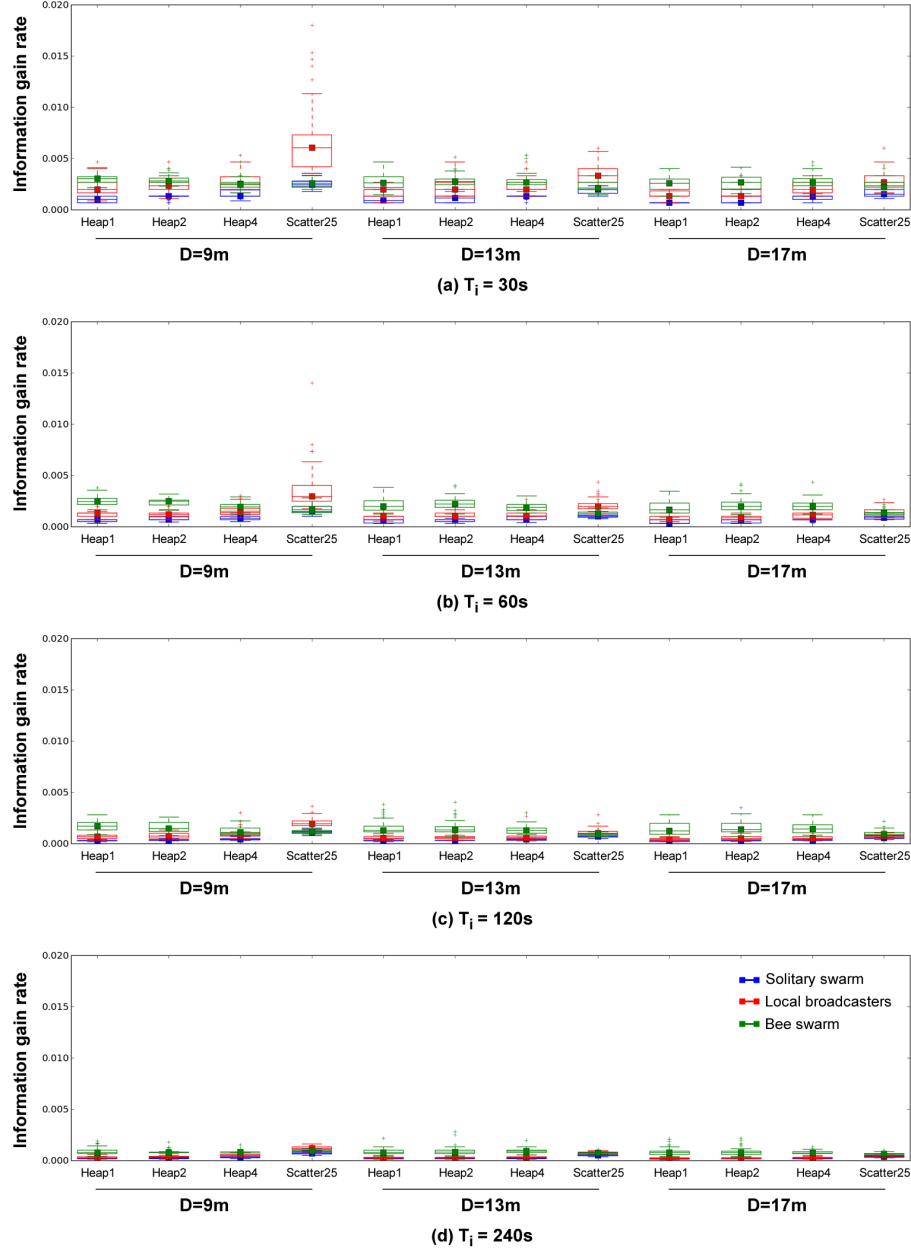 Information gain rate
0.020
0.015
0.010
0.005
0.000
Heap1 Heap2 Heap4 Scatter25 Heap1 Heap2 Heap4 Scatter25 Heap1 Heap2 Heap4 Scatter25
D=9m D=13m D=17m
(a) Ti = 30s
Information gain rate
0.020
0.015
0.010
0.005
0.000
Heap1 Heap2 Heap4 Scatter25 Heap1 Heap2 Heap4 Scatter25 Heap1 Heap2 Heap4 Scatter25
D=9m D=13m D=17m
(b) Ti = 60s
Information gain rate
0.020
0.015
0.010
0.005
0.000
Heap1 Heap2 Heap4 Scatter25 Heap1 Heap2 Heap4 Scatter25 Heap1 Heap2 Heap4 Scatter25
D=9m D=13m D=17m
(c) Ti = 120s
Information gain rate
0.020
0.015
0.010
0.005
0.000
Solitary swarm
Local broadcasters
Bee swarm
Heap1 Heap2 Heap4 Scatter25 Heap1 Heap2 Heap4 Scatter25 Heap1 Heap2 Heap4 Scatter25
D=9m D=13m D=17m
(d) Ti = 240s